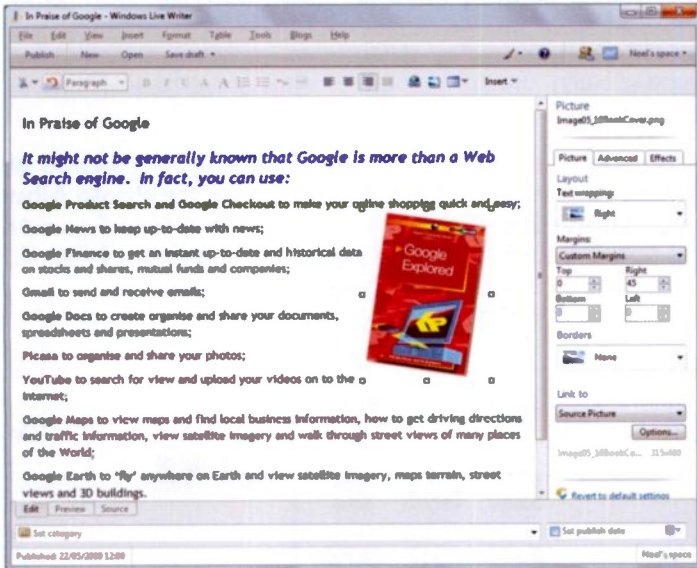 In Praise of Google - Windows Live Writer
File Edit View Insert Format Table Tools Blogs Help
Publish New Open Save draft Noel's space
Paragraph B I Insert
In Praise of Google
It might not be generally known that Google is more than a Web
Search engine. In fact, you can use:
Google Product Search and Google Checkout to make your online shopping quick and easy;
Google News to keep up-to-date with news;
Google Finance to get an instant up-to-date and historical data
on stocks and shares, mutual funds and companies;
Gmail to send and receive emails;
Google Docs to create organise and share your documents,
spreadsheets and presentations;
Picasa to organise and share your photos;
YouTube to search for view and upload your videos on to the
Internet;
Google Maps to view maps and find local business information, how to get driving directions
and traffic information, view satellite imagery and walk through street views of many places
of the World;
Google Earth to 'fly' anywhere on Earth and view satellite imagery, maps terrain, street
views and 3D buildings.
Google
Explored
Edit Preview Source
Set category
Set publish date
Published: 22/05/2008 12:00
Noel's space
Picture
Image05_10BookCover.png
Picture Advanced Effects
Layout
Text wrapping:
Right
Margins:
Custom Margins
Top Right
0 45
Bottom Left
0 0
Borders
None
Link to
Source Picture
Options...
Image05_10BookCo... 315x480
Revert to default settings